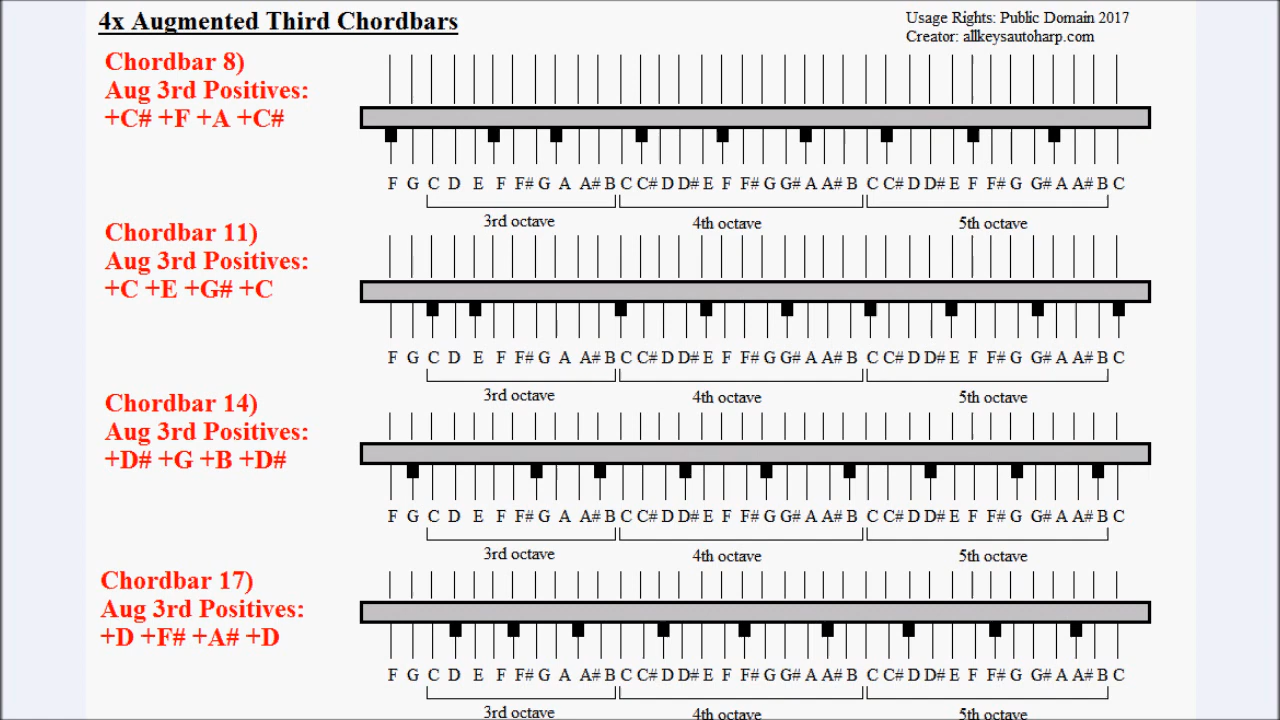 4x Augmented Third Chordbars
Usage Rights: Public Domain 2017
Creator: allkeysautoharp.com
Chordbar 8)
Aug 3rd Positives:
+C# +F +A +C#
F G C D E F F# G A A# B C C# D D# E F F# G G# A A# B C C# D D# E F F# G G# A A# B C
3rd octave 4th octave 5th octave
Chordbar 11)
Aug 3rd Positives:
+C +E +G# +C
F G C D E F F# G A A# B C C# D D# E F F# G G# A A# B C C# D D# E F F# G G# A A# B C
3rd octave 4th octave 5th octave
Chordbar 14)
Aug 3rd Positives:
+D# +G +B +D#
F G C D E F F# G A A# B C C# D D# E F F# G G# A A# B C C# D D# E F F# G G# A A# B C
3rd octave 4th octave 5th octave
Chordbar 17)
Aug 3rd Positives:
+D +F# +A# +D
F G C D E F F# G A A# B C C# D D# E F F# G G# A A# B C C# D D# E F F# G G# A A# B C
3rd octave 4th octave 5th octave